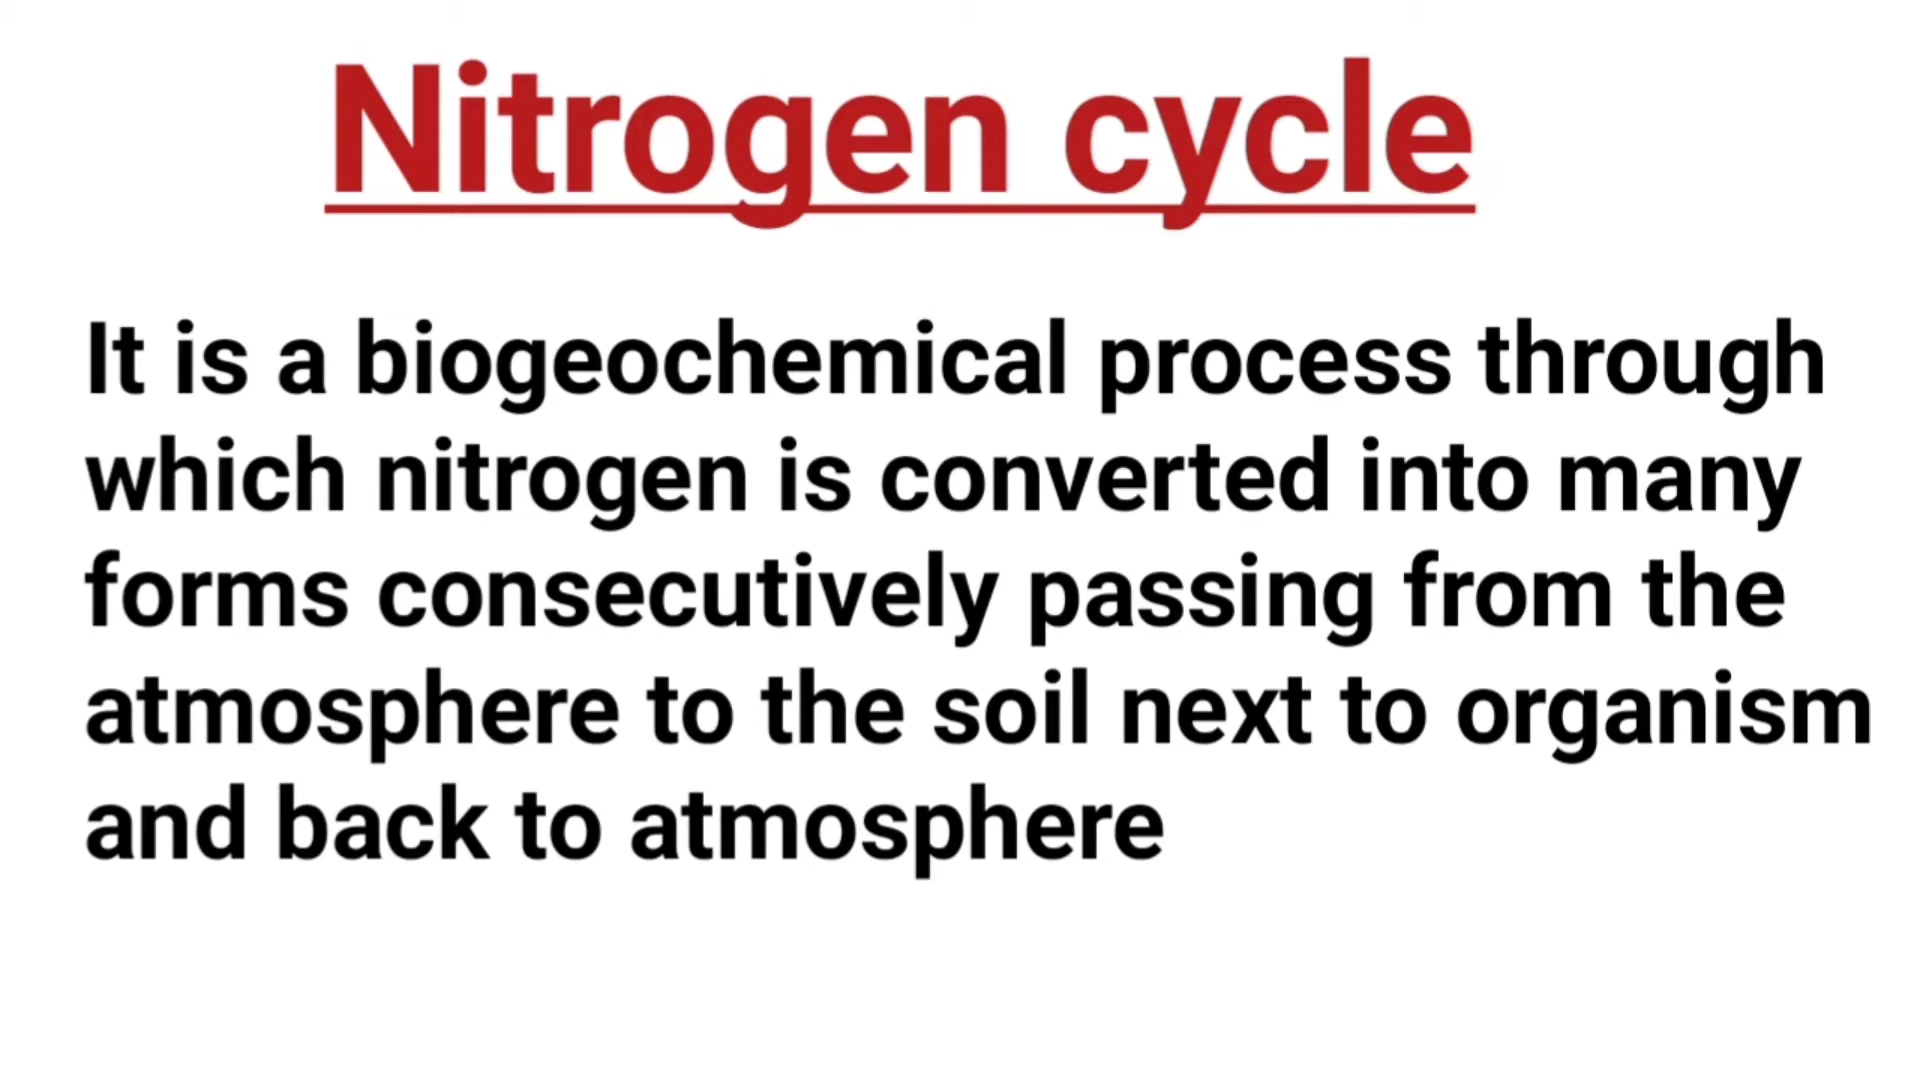 Nitrogen cycle
It is a biogeochemical process through
which nitrogen is converted into many
forms consecutively passing from the
atmosphere to the soil next to organism
and back to atmosphere